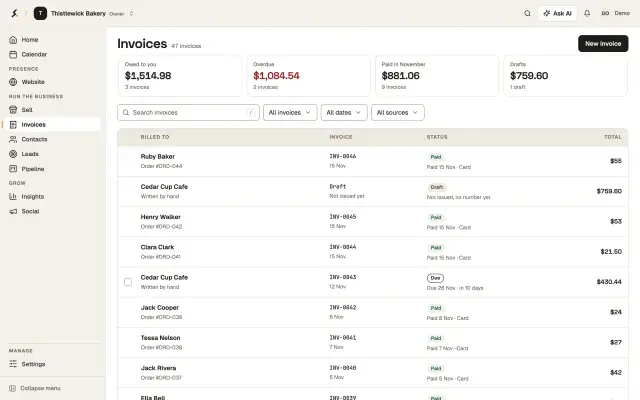 T Thistlewick Bakery Owner
Ask AI
DO Demo
Home
Calendar
PRESENCE
Website
RUN THE BUSINESS
Sell
Invoices
Contacts
Leads
Pipeline
GROW
Insights
Social
MANAGE
Settings
Collapse menu
Invoices 47 invoices
New invoice
Owed to you
$1,514.98
3 invoices
Overdue
$1,084.54
2 invoices
Paid in November
$881.06
9 invoices
Drafts
$759.60
1 draft
Search invoices /
All invoices
All dates
All sources
BILLED TO INVOICE STATUS TOTAL
Ruby Baker INV-0046 Paid $55
Order #ORD-044 15 Nov Paid 15 Nov · Card
Cedar Cup Cafe Draft Draft $759.60
Written by hand Not issued yet Not issued, no number yet
Henry Walker INV-0045 Paid $53
Order #ORD-042 15 Nov Paid 15 Nov · Card
Clara Clark INV-0044 Paid $21.50
Order #ORD-041 15 Nov Paid 15 Nov · Card
Cedar Cup Cafe INV-0043 Due $430.44
Written by hand 12 Nov Due 26 Nov · in 10 days
Jack Cooper INV-0042 Paid $24
Order #ORD-039 8 Nov Paid 8 Nov · Card
Tessa Nelson INV-0041 Paid $27
Order #ORD-038 7 Nov Paid 7 Nov · Card
Jack Rivera INV-0040 Paid $42
Order #ORD-037 5 Nov Paid 5 Nov · Card
Ella Bell INV-0039 Paid